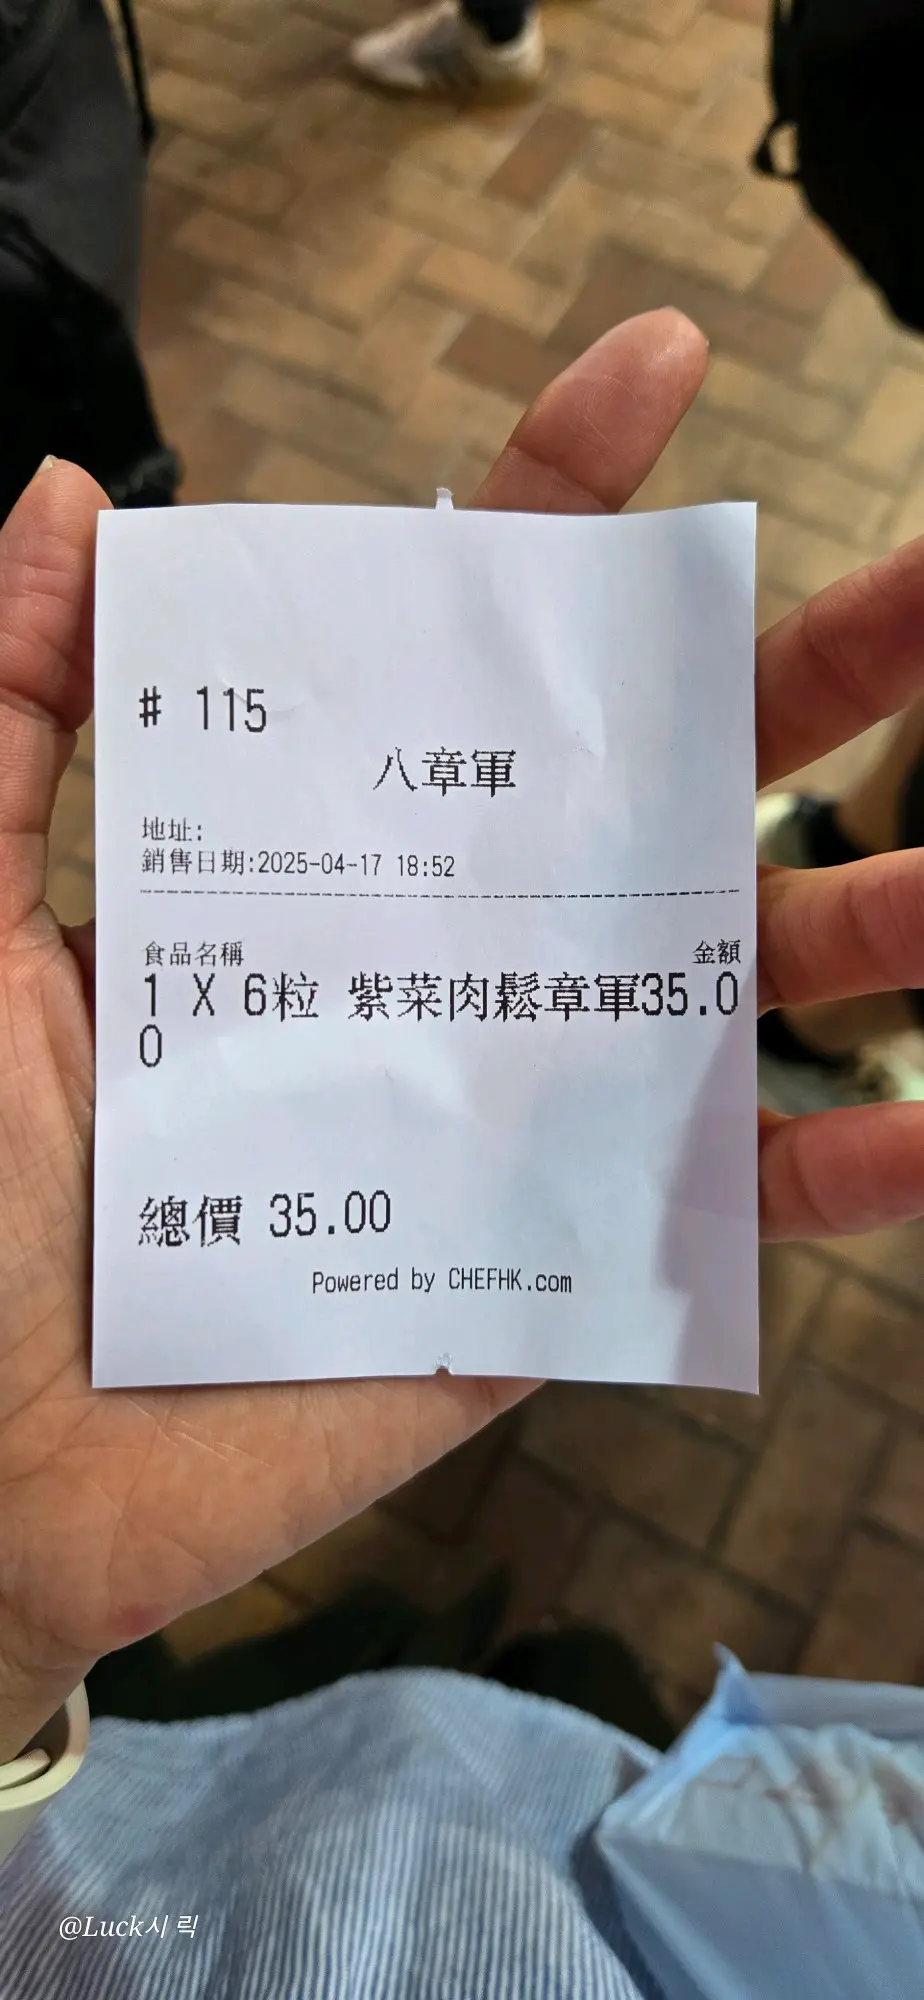 # 115
八章軍
地址:
銷售日期:2025-04-17 18:52
食品名稱 金額
1 X 6粒 紫菜肉鬆章軍35.0
0
總價 35.00
Powered by CHEFHK.com
@Luck시릭